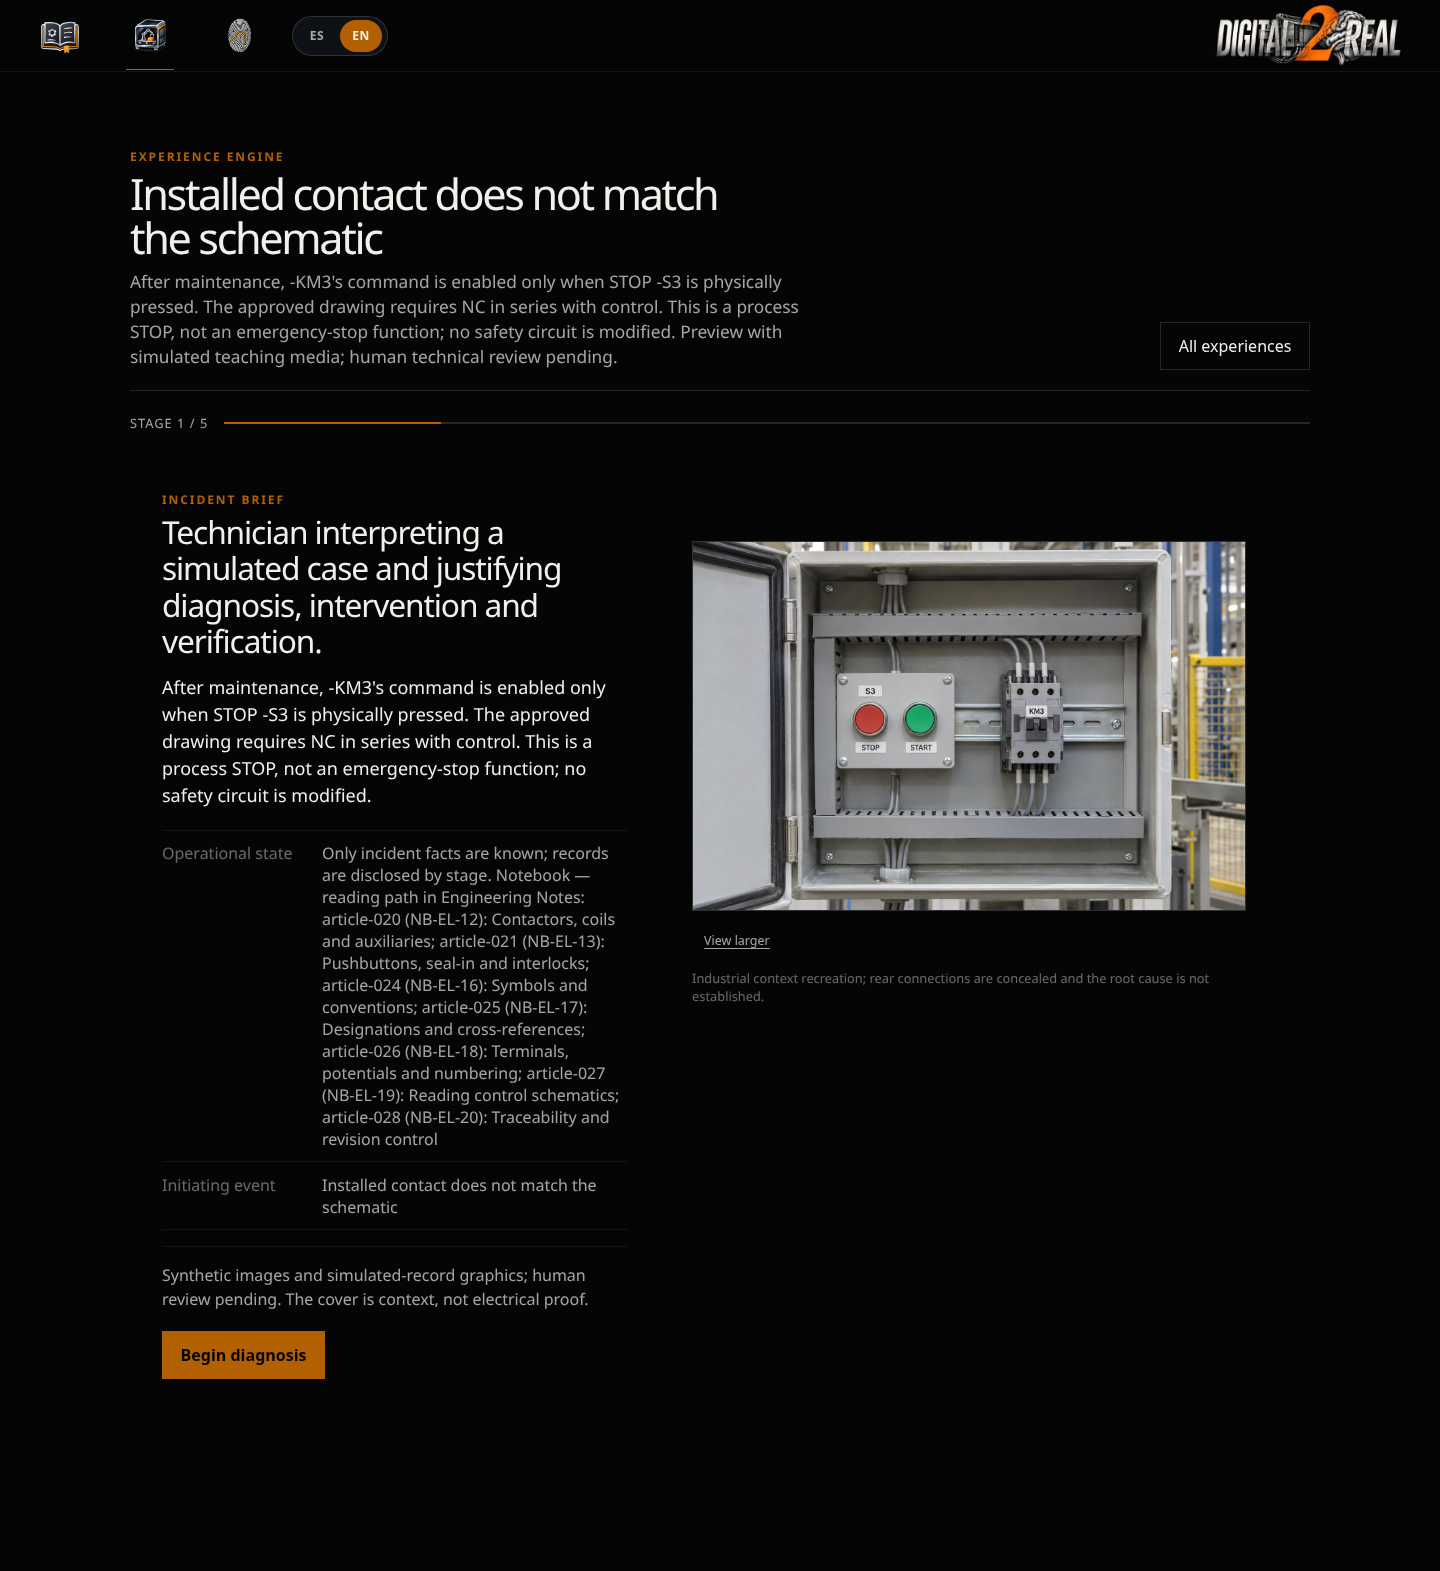 ES EN
DIGITAL 2 REAL
EXPERIENCE ENGINE
Installed contact does not match
the schematic
After maintenance, -KM3's command is enabled only when STOP -S3 is physically
pressed. The approved drawing requires NC in series with control. This is a process
STOP, not an emergency-stop function; no safety circuit is modified. Preview with
simulated teaching media; human technical review pending.
All experiences
STAGE 1 / 5
INCIDENT BRIEF
Technician interpreting a
simulated case and justifying
diagnosis, intervention and
verification.
After maintenance, -KM3's command is enabled only
when STOP -S3 is physically pressed. The approved
drawing requires NC in series with control. This is a
process STOP, not an emergency-stop function; no
safety circuit is modified.
Operational state
Only incident facts are known; records
are disclosed by stage. Notebook —
reading path in Engineering Notes:
article-020 (NB-EL-12): Contactors, coils
and auxiliaries; article-021 (NB-EL-13):
Pushbuttons, seal-in and interlocks;
article-024 (NB-EL-16): Symbols and
conventions; article-025 (NB-EL-17):
Designations and cross-references;
article-026 (NB-EL-18): Terminals,
potentials and numbering; article-027
(NB-EL-19): Reading control schematics;
article-028 (NB-EL-20): Traceability and
revision control
Initiating event
Installed contact does not match the
schematic
Synthetic images and simulated-record graphics; human
review pending. The cover is context, not electrical proof.
Begin diagnosis
S3
STOP
START
KM3
View larger
Industrial context recreation; rear connections are concealed and the root cause is not
established.